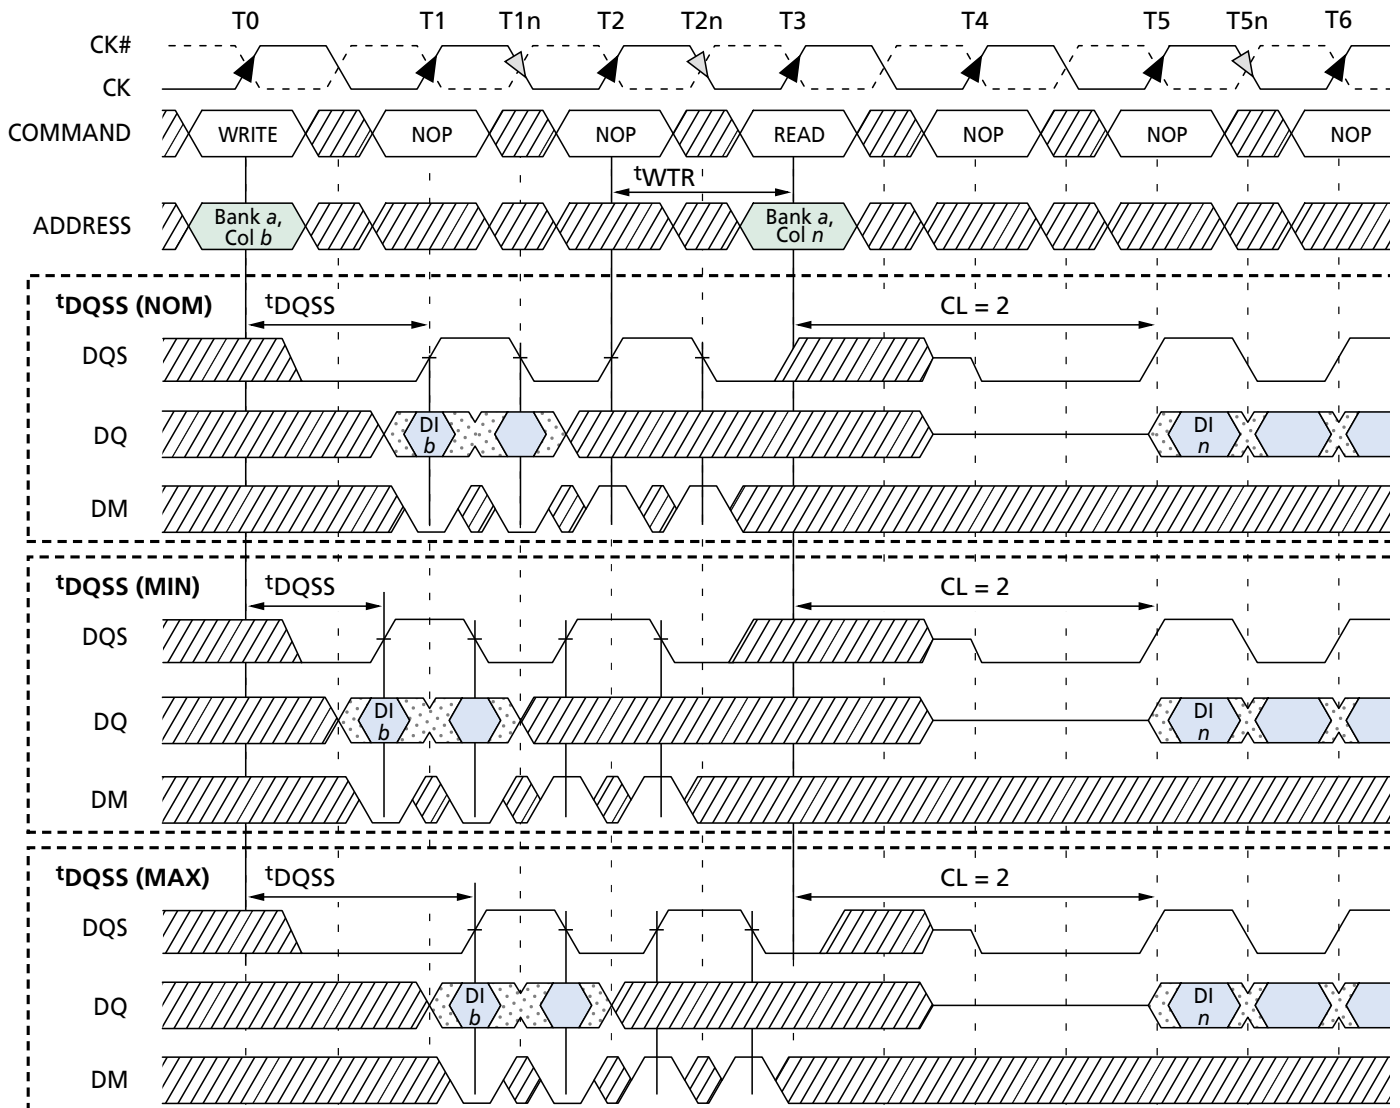 T0 T1 T1n T2 T2n T3 T4 T5 T5n T6
CK#
CK
COMMAND WRITE NOP NOP READ NOP NOP NOP
tWTR
ADDRESS Bank a, Col b Bank a, Col n
tDQSS (NOM) tDQSS CL = 2
DQS
DQ DI b DI n
DM
tDQSS (MIN) tDQSS CL = 2
DQS
DQ DI b DI n
DM
tDQSS (MAX) tDQSS CL = 2
DQS
DQ DI b DI n
DM